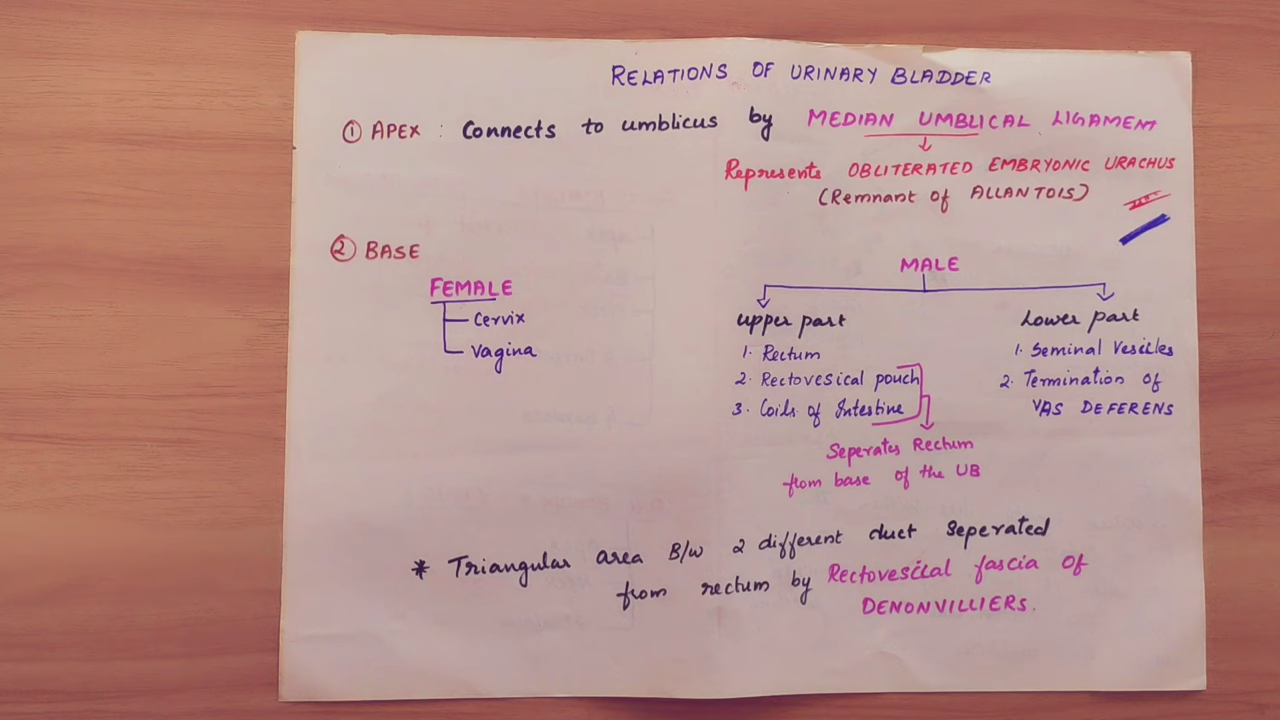 RELATIONS OF URINARY BLADDER
① APEX : Connects to umblicus by MEDIAN UMBLICAL LIGAMENT
Represents OBLITERATED EMBRYONIC URACHUS
(Remnant of ALLANTOIS)
② BASE
FEMALE
Cervix
Vagina
MALE
upper part
1. Rectum
2. Rectovesical pouch
3. Coils of Intestine
Seperates Rectum
from base of the UB
Lower part
1. Seminal Vesicles
2. Termination of
VAS DEFERENS
* Triangular area B/w 2 different duct seperated
from rectum by Rectovesical fascia of
DENONVILLIERS.